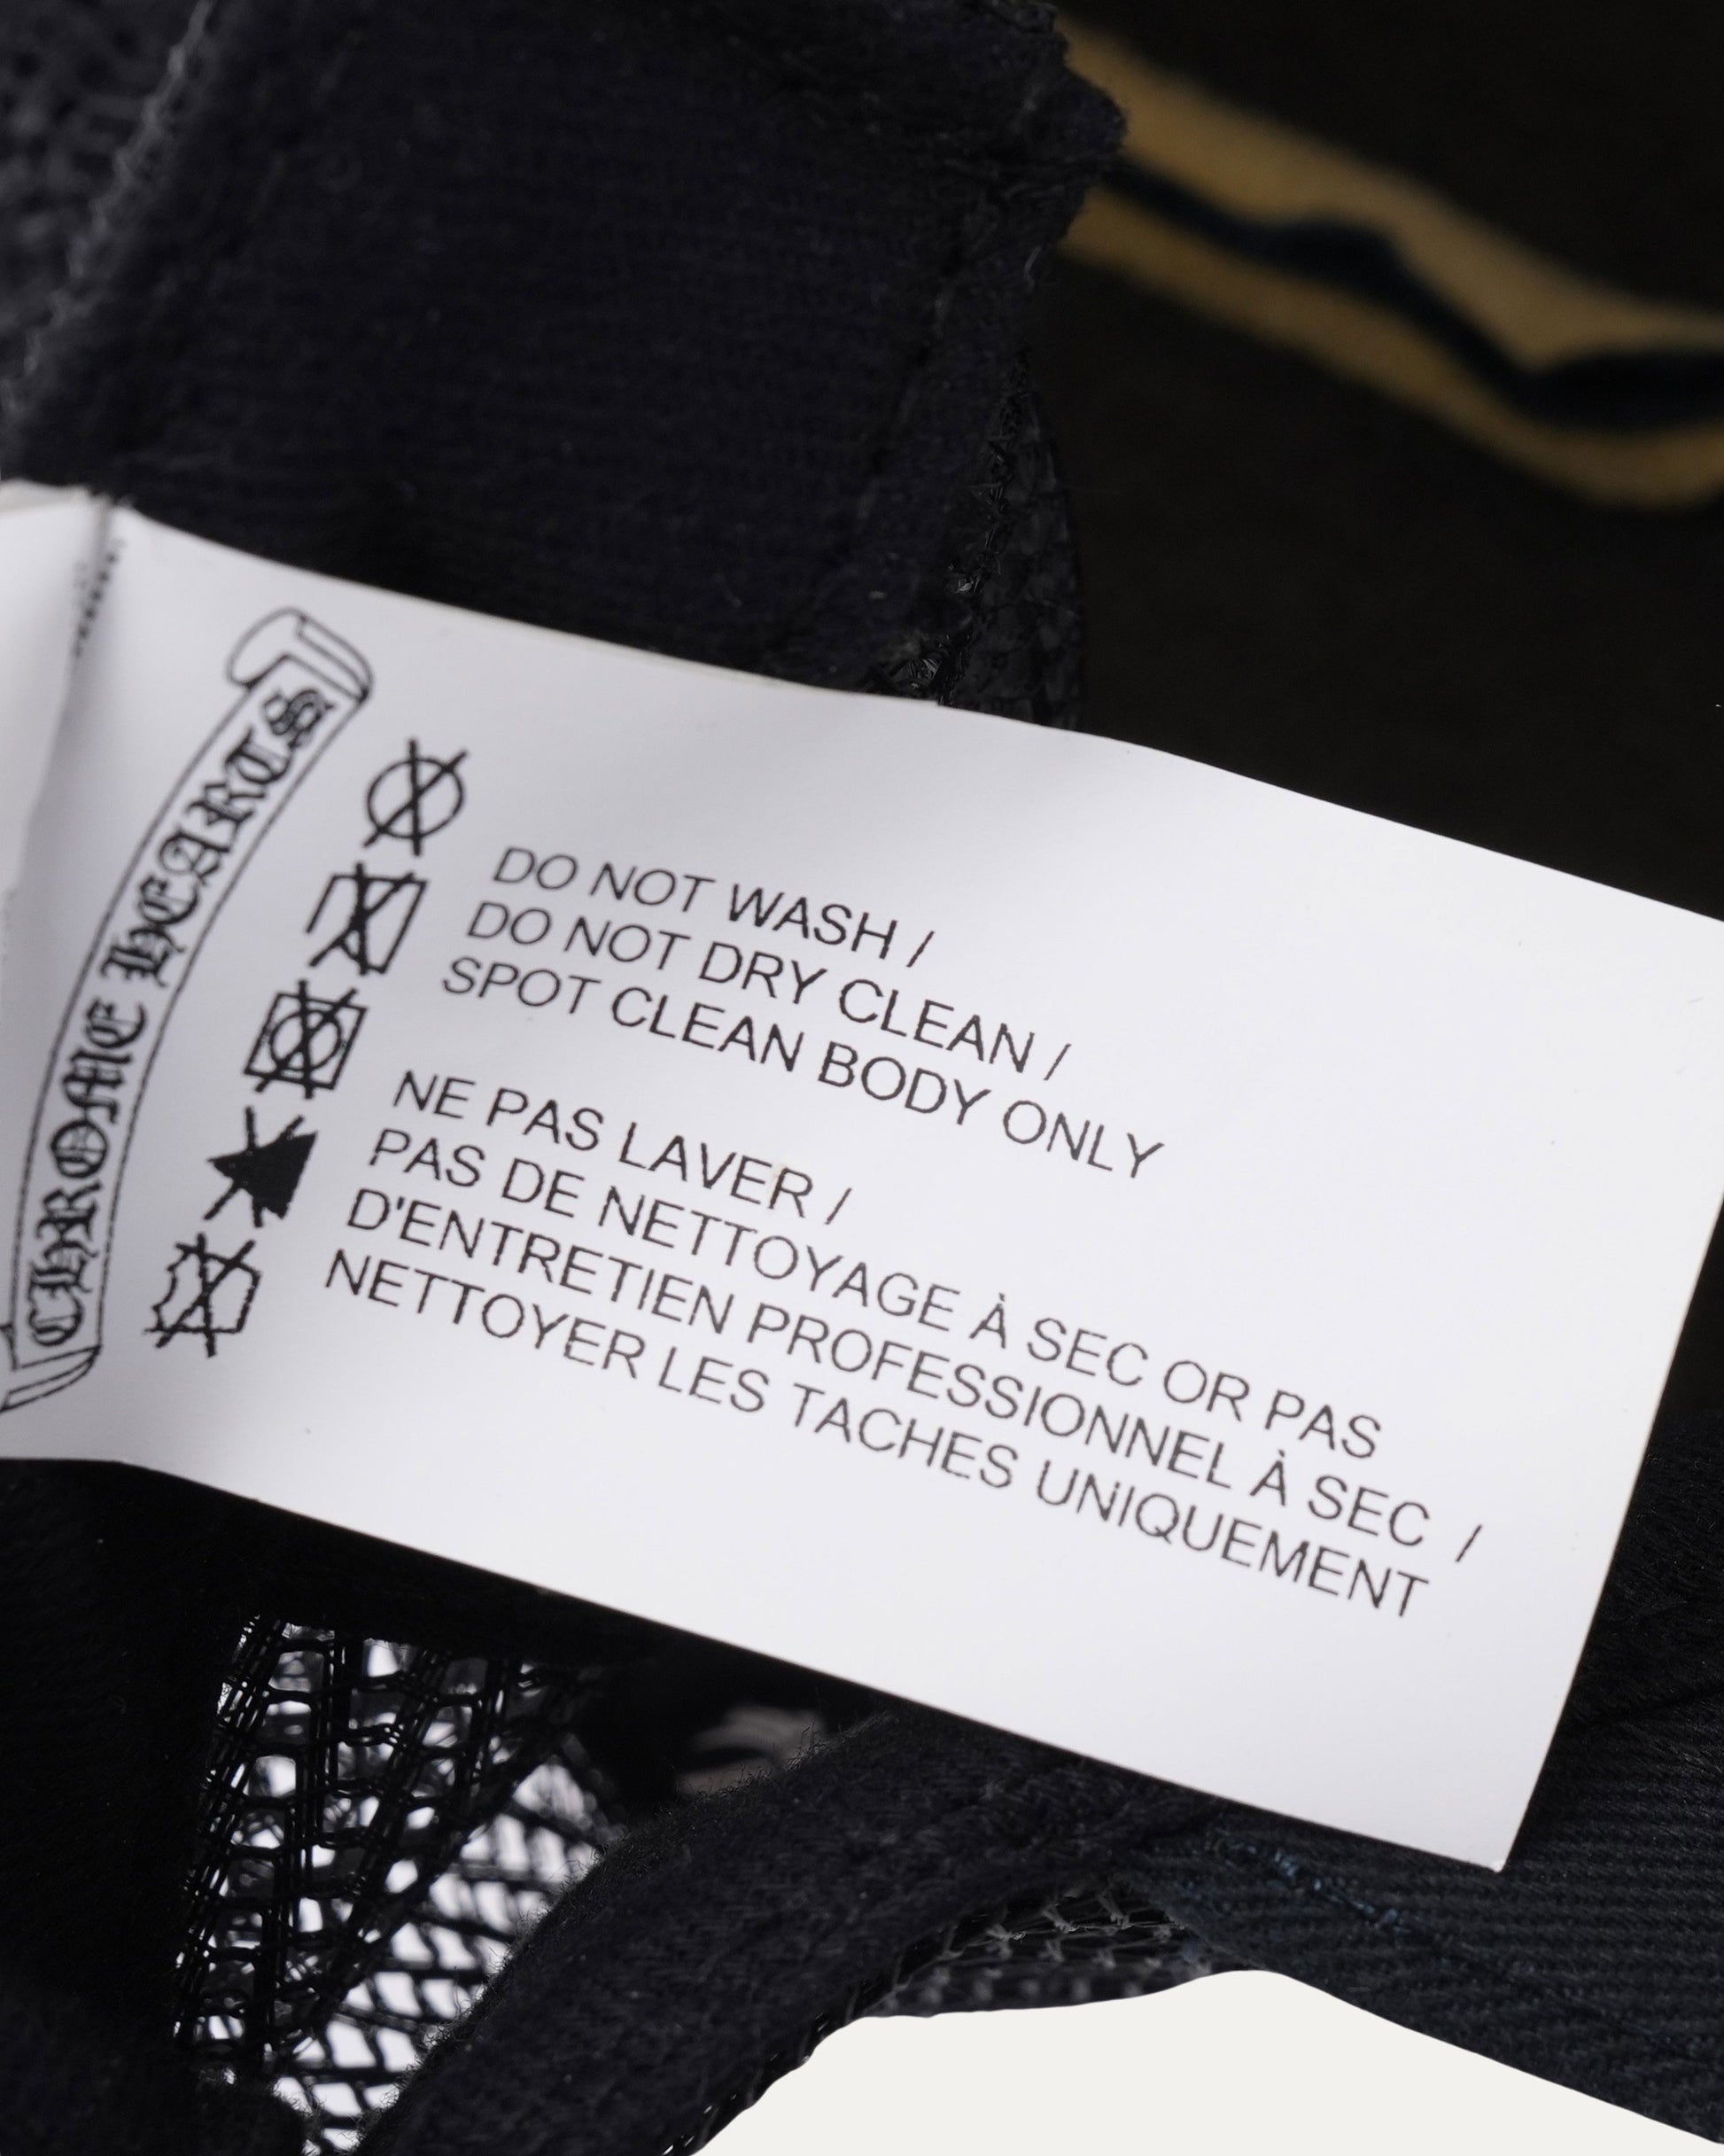 CHROME HEARTS
DO NOT WASH /
DO NOT DRY CLEAN /
SPOT CLEAN BODY ONLY
NE PAS LAVER /
PAS DE NETTOYAGE À SEC OR PAS
D'ENTRETIEN PROFESSIONNEL À SEC /
NETTOYER LES TACHES UNIQUEMENT